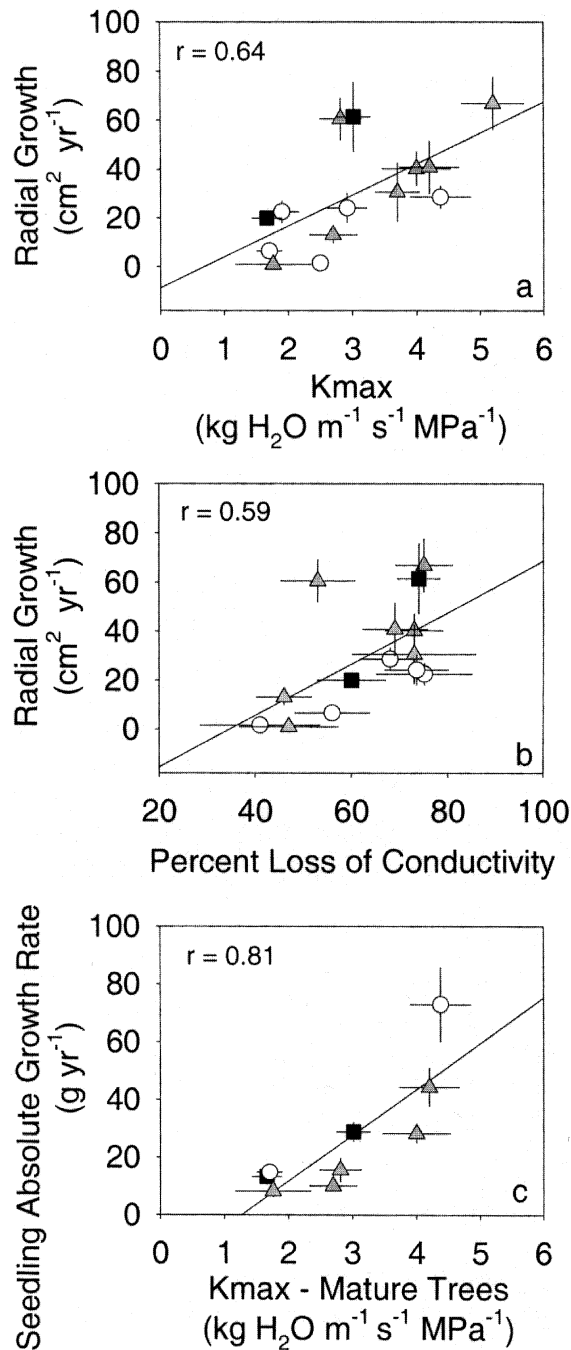 r = 0.64
Radial Growth
(cm² yr⁻¹)
100
80
60
40
20
0
a
0 1 2 3 4 5 6
Kmax
(kg H₂O m⁻¹ s⁻¹ MPa⁻¹)
r = 0.59
Radial Growth
(cm² yr⁻¹)
100
80
60
40
20
0
b
20 40 60 80 100
Percent Loss of Conductivity
r = 0.81
Seedling Absolute Growth Rate
(g yr⁻¹)
100
80
60
40
20
0
c
0 1 2 3 4 5 6
Kmax - Mature Trees
(kg H₂O m⁻¹ s⁻¹ MPa⁻¹)